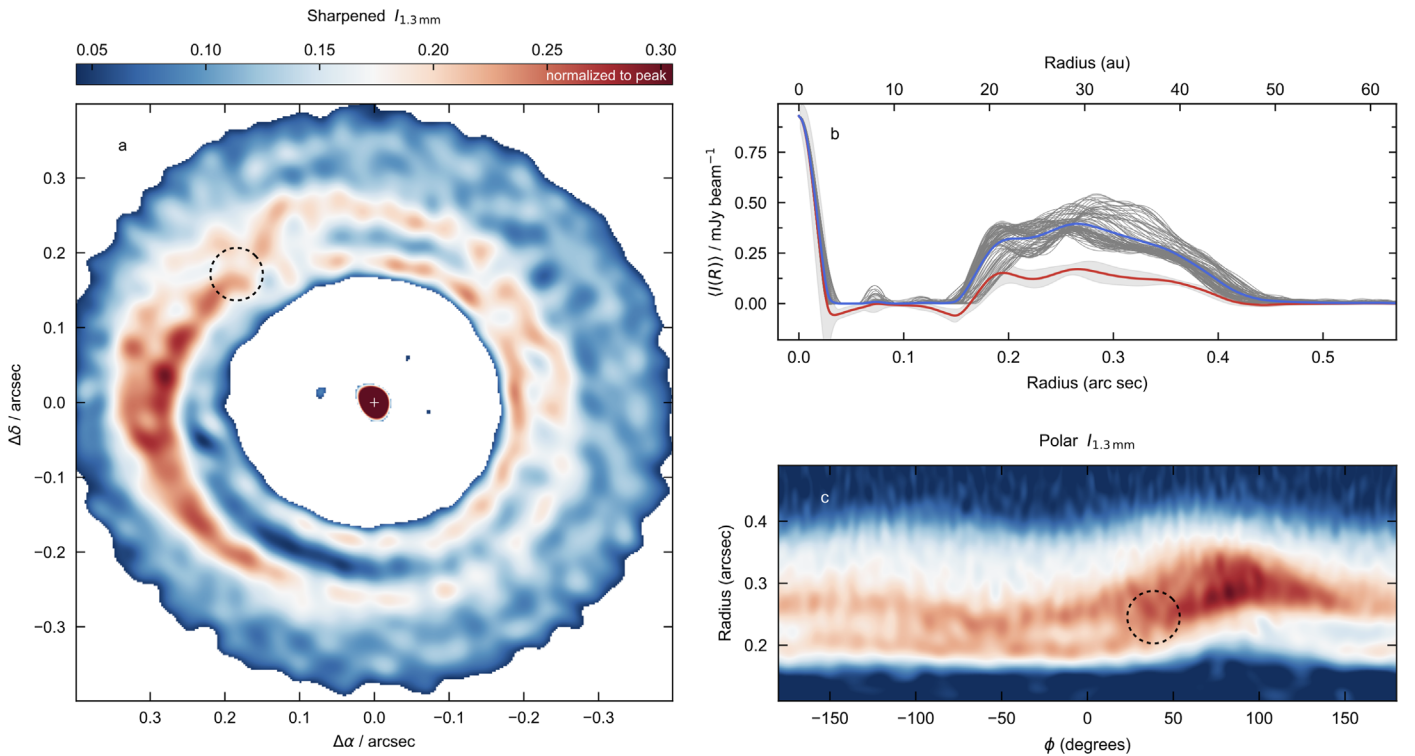 Sharpened I1.3 mm
0.05 0.10 0.15 0.20 0.25 0.30
normalized to peak
a
0.3
0.2
0.1
0.0
−0.1
−0.2
−0.3
Δδ / arcsec
0.3 0.2 0.1 0.0 −0.1 −0.2 −0.3
Δα / arcsec
Radius (au)
0 10 20 30 40 50 60
b
0.75
0.50
0.25
0.00
⟨I(R)⟩ / mJy beam−1
0.0 0.1 0.2 0.3 0.4 0.5
Radius (arc sec)
Polar I1.3 mm
c
0.4
0.3
0.2
Radius (arcsec)
−150 −100 −50 0 50 100 150
ϕ (degrees)